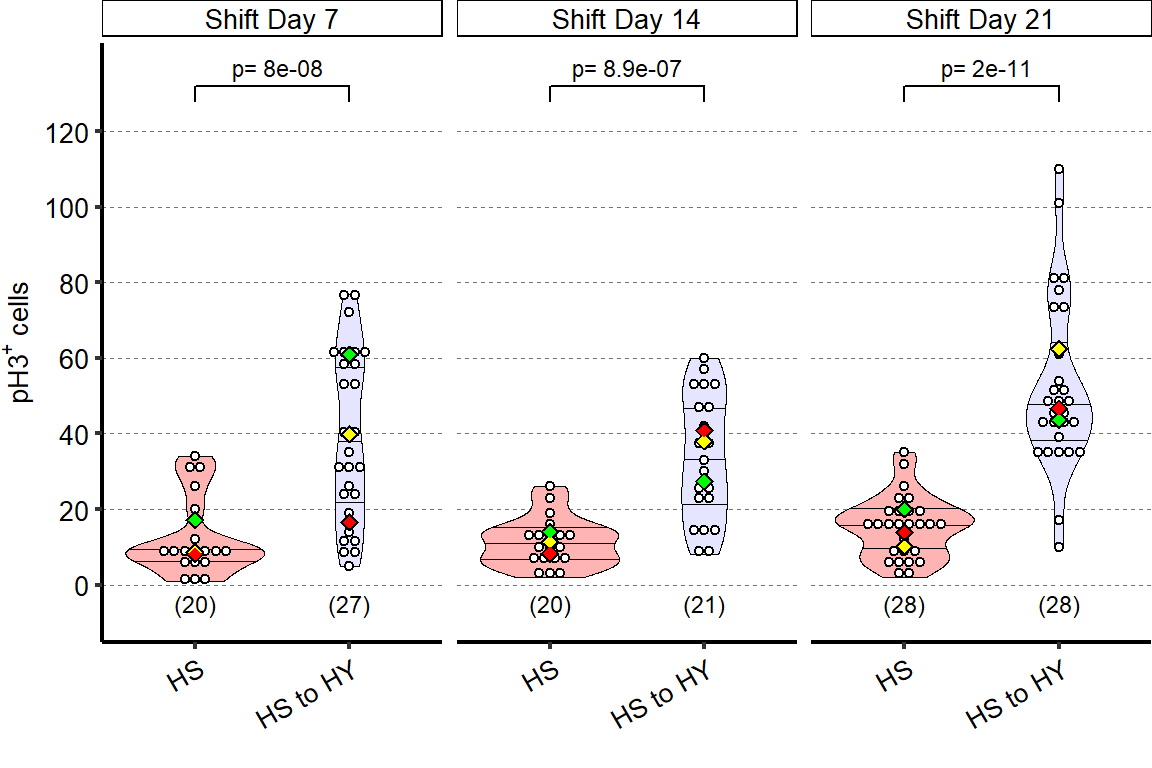 Shift Day 7 Shift Day 14 Shift Day 21
p= 8e-08 p= 8.9e-07 p= 2e-11
pH3+ cells
120
100
80
60
40
20
0
(20) (27) (20) (21) (28) (28)
HS HS to HY HS HS to HY HS HS to HY